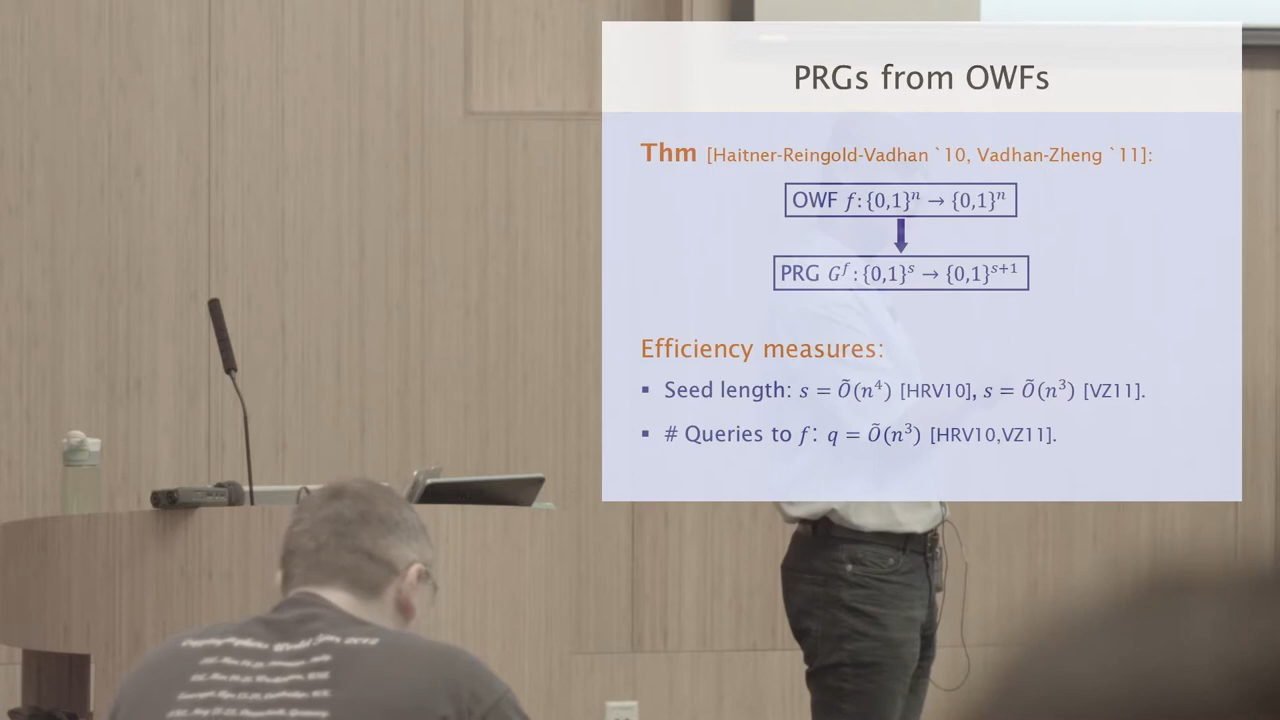 PRGs from OWFs
Thm [Haitner-Reingold-Vadhan `10, Vadhan-Zheng `11]:
OWF f: {0,1}ⁿ → {0,1}ⁿ
PRG Gᶠ: {0,1}ˢ → {0,1}ˢ⁺¹
Efficiency measures:
▪ Seed length: s = Õ(n⁴) [HRV10], s = Õ(n³) [VZ11].
▪ # Queries to f: q = Õ(n³) [HRV10,VZ11].